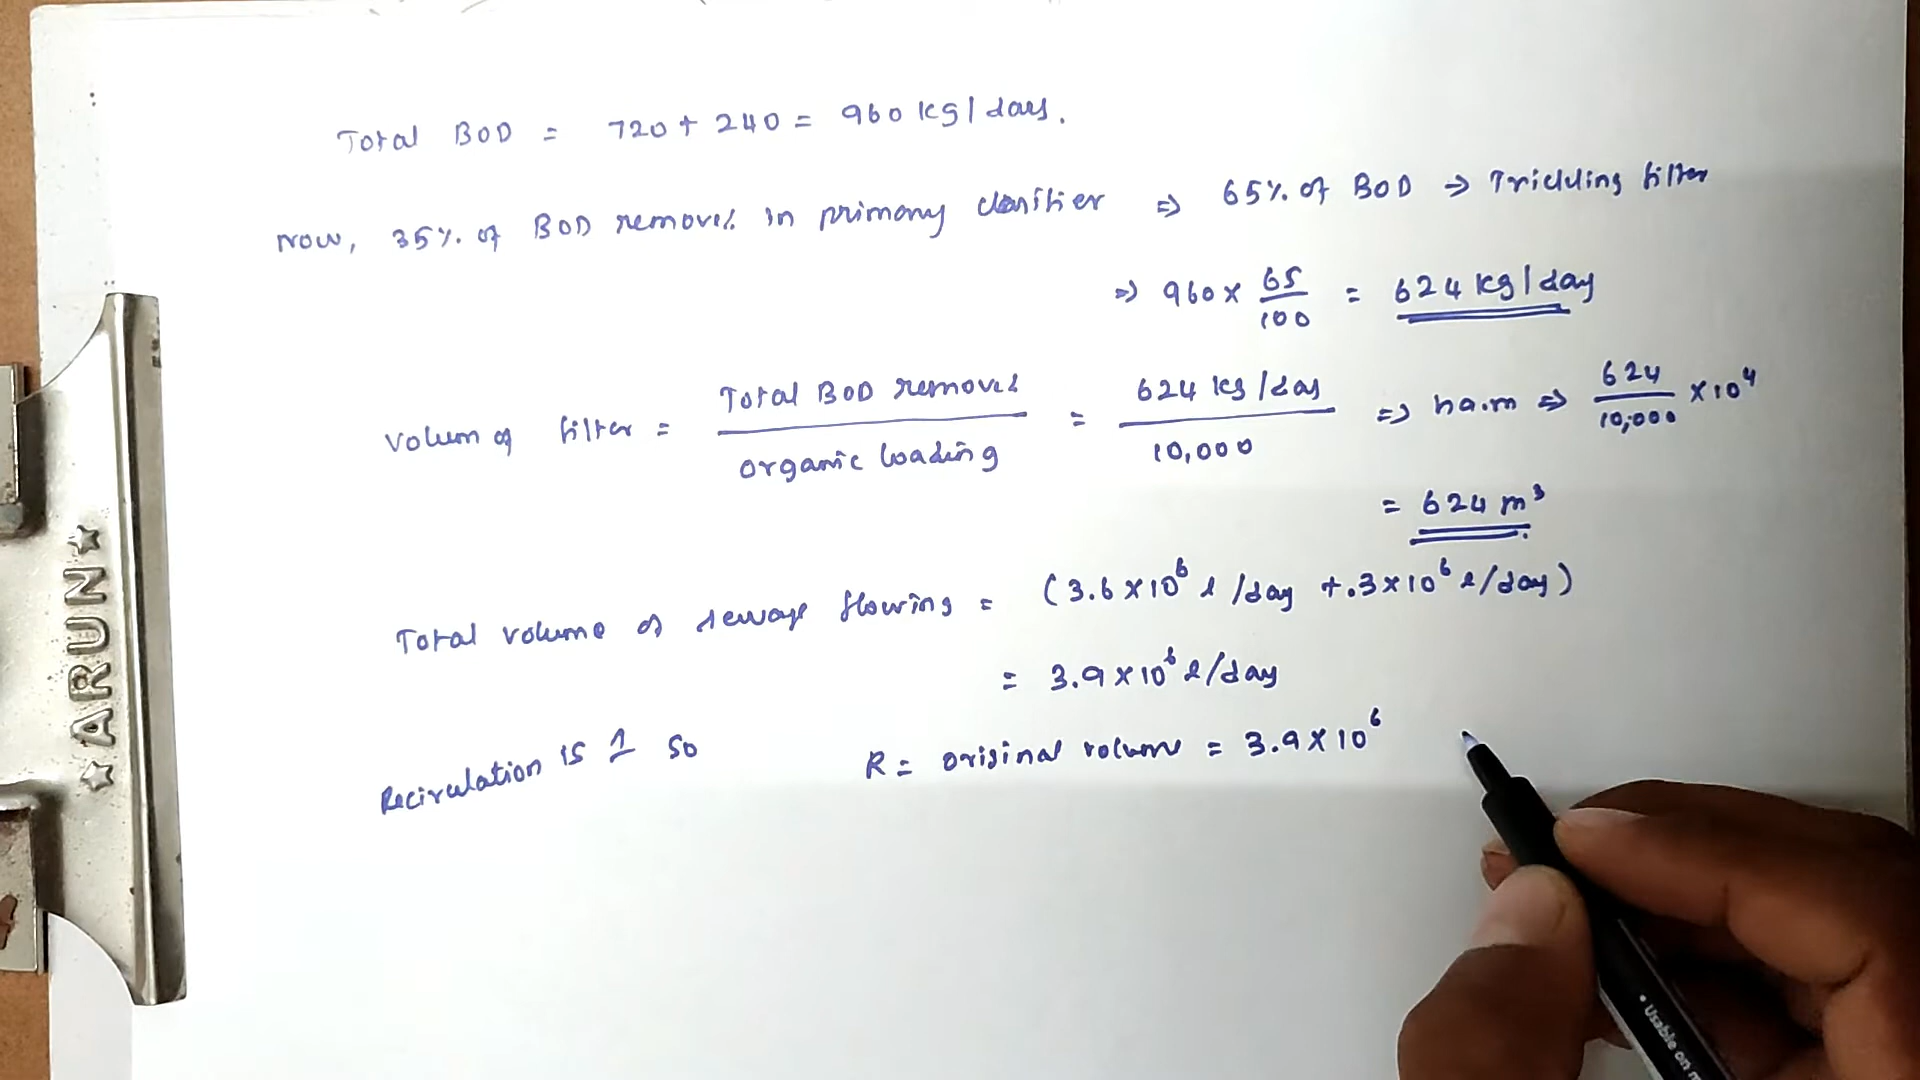 Total BOD = 720 + 240 = 960 kg/day.
Now, 35% of BOD removed in primary clarifier ⇒ 65% of BOD → Trickling filter
⇒ 960 × 65/100 = 624 kg/day
Volum of filter = Total BOD removed / organic loading = 624 kg/day / 10,000 ⇒ ha.m ⇒ 624/10,000 × 10⁴
= 624 m³
Total volume of sewage flowing = (3.6 × 10⁶ l/day + .3 × 10⁶ l/day)
= 3.9 × 10⁶ l/day
Recirculation is 1 so R = original volume = 3.9 × 10⁶
★ARUN★
• Usable on